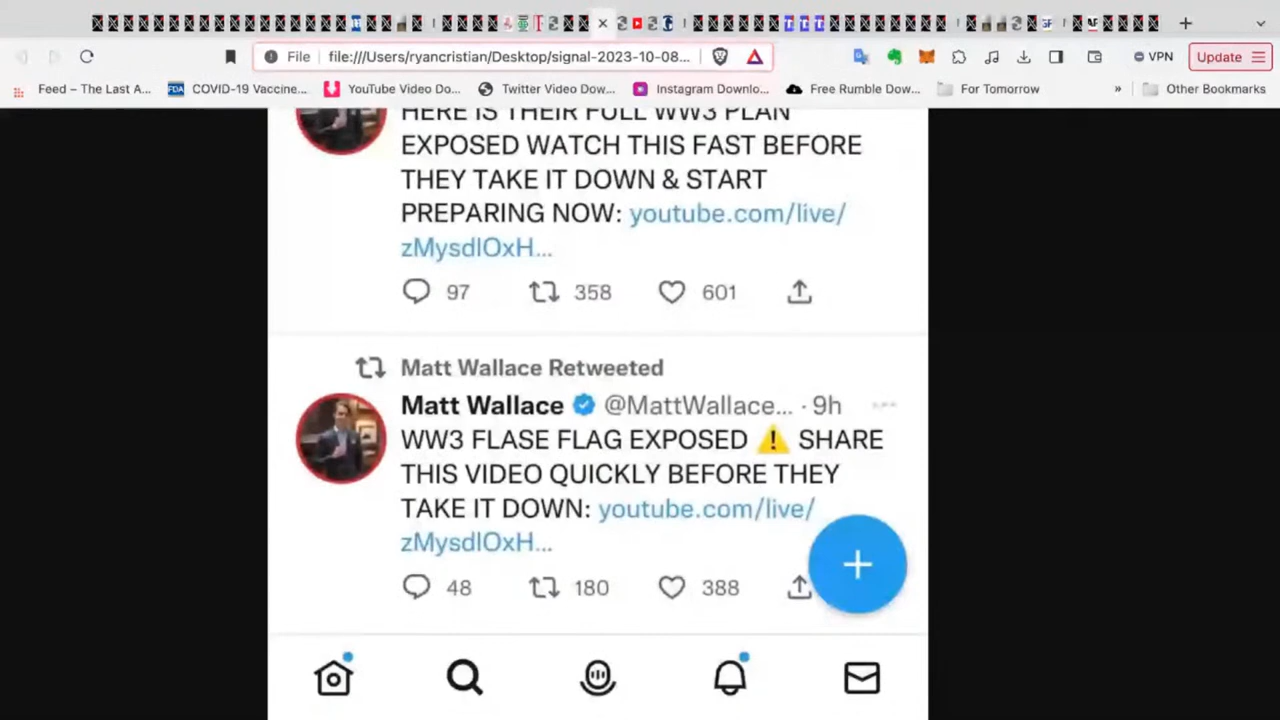 File file:///Users/ryancristian/Desktop/signal-2023-10-08... VPN Update
Feed – The Last A... COVID-19 Vaccine... YouTube Video Do... Twitter Video Dow... Instagram Downlo... Free Rumble Dow... For Tomorrow » Other Bookmarks
HERE IS THEIR FULL WW3 PLAN
EXPOSED WATCH THIS FAST BEFORE
THEY TAKE IT DOWN & START
PREPARING NOW: youtube.com/live/
zMysdlOxH...
97 358 601
Matt Wallace Retweeted
Matt Wallace @MattWallace... · 9h
WW3 FLASE FLAG EXPOSED ⚠️ SHARE
THIS VIDEO QUICKLY BEFORE THEY
TAKE IT DOWN: youtube.com/live/
zMysdlOxH...
48 180 388